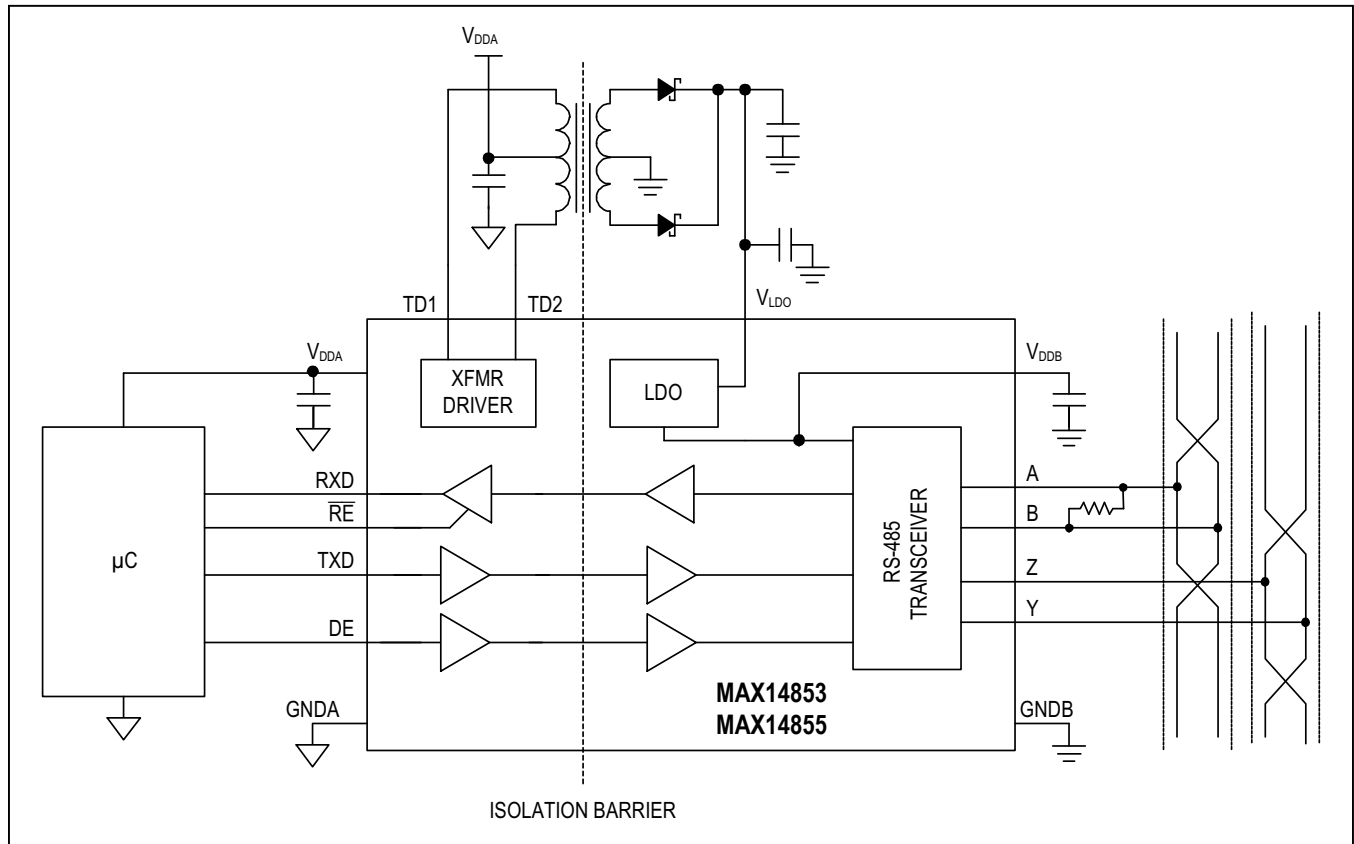 VDDA
TD1
TD2
VLDO
VDDA
XFMR
DRIVER
LDO
VDDB
RXD
RE
TXD
DE
µC
RS-485
TRANSCEIVER
A
B
Z
Y
MAX14853
MAX14855
GNDA
GNDB
ISOLATION BARRIER